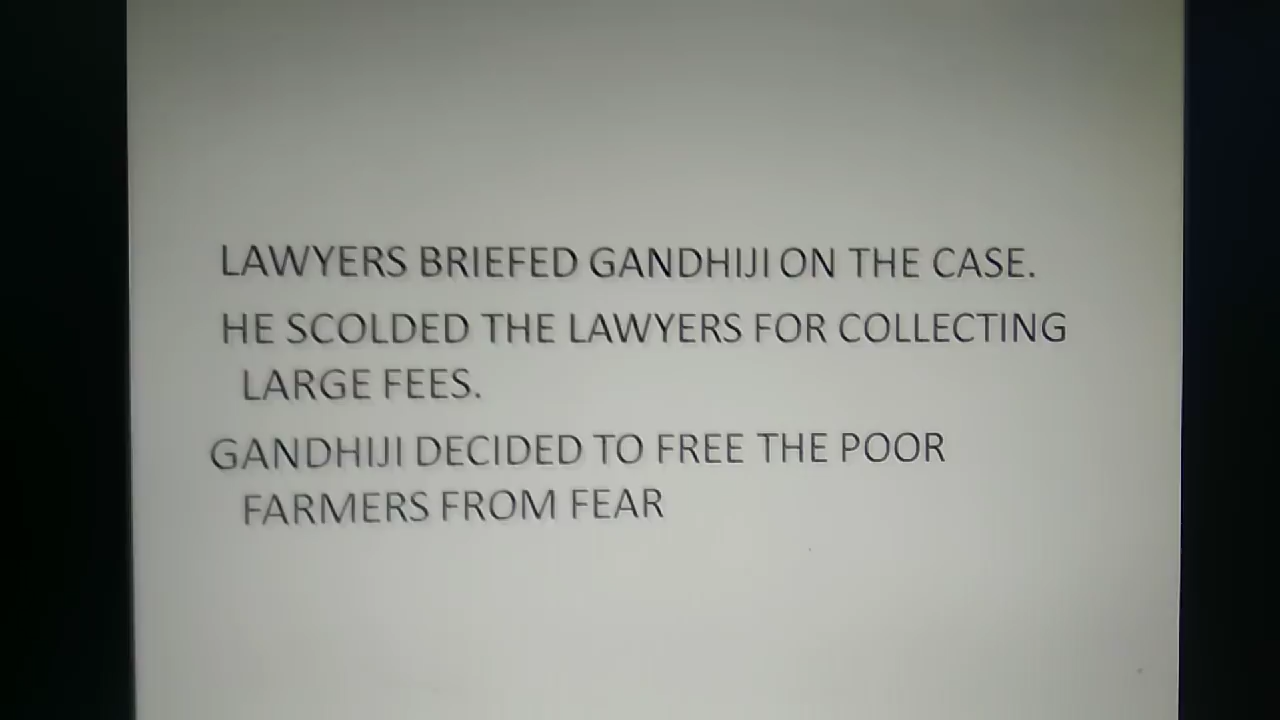 LAWYERS BRIEFED GANDHIJI ON THE CASE.
HE SCOLDED THE LAWYERS FOR COLLECTING
LARGE FEES.
GANDHIJI DECIDED TO FREE THE POOR
FARMERS FROM FEAR